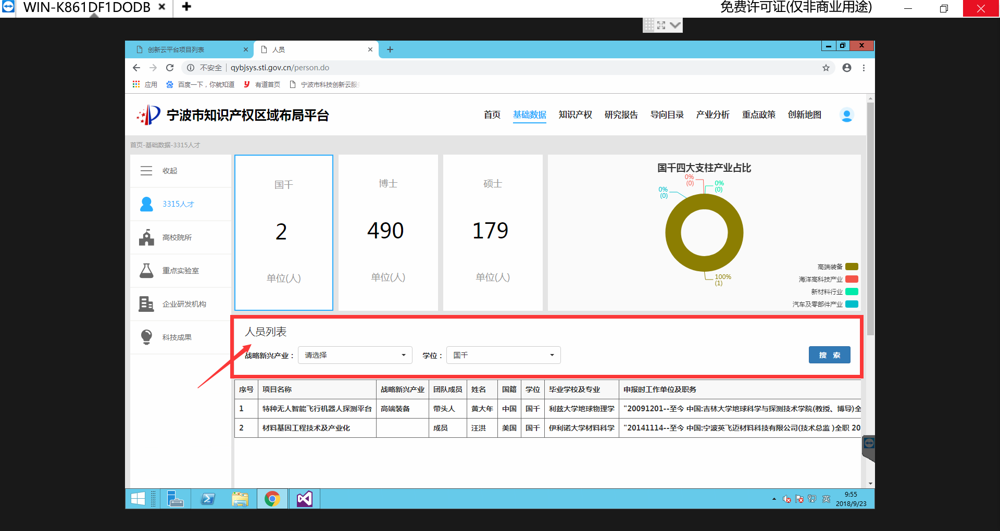 WIN-K861DF1DODB
免费许可证(仅非商业用途)
创新云平台项目列表
人员
不安全 | qybjsys.sti.gov.cn/person.do
应用 百度一下，你就知道 有道首页 宁波市科技创新云服
宁波市知识产权区域布局平台
首页 基础数据 知识产权 研究报告 导向目录 产业分析 重点政策 创新地图
首页-基础数据-3315人才
收起
3315人才
高校院所
重点实验室
企业研发机构
科技成果
国千
2
单位(人)
博士
490
单位(人)
硕士
179
单位(人)
国千四大支柱产业占比
0%
(0)
0%
(0)
0%
(0)
100%
(1)
高端装备
海洋高科技产业
新材料行业
汽车及零部件产业
人员列表
战略新兴产业： 请选择 学位： 国千 搜 索
序号 项目名称 战略新兴产业 团队成员 姓名 国籍 学位 毕业学校及专业 申报时工作单位及职务
1 特种无人智能飞行机器人探测平台 高端装备 带头人 黄大年 中国 国千 利兹大学地球物理学 "20091201--至今 中国:吉林大学地球科学与探测技术学院(教授、博导)全
2 材料基因工程技术及产业化 成员 汪洪 美国 国千 伊利诺大学材料科学 "20141114--至今 中国:宁波英飞迈材料科技有限公司(技术总监 )全职 20
英
9:55
2018/9/23